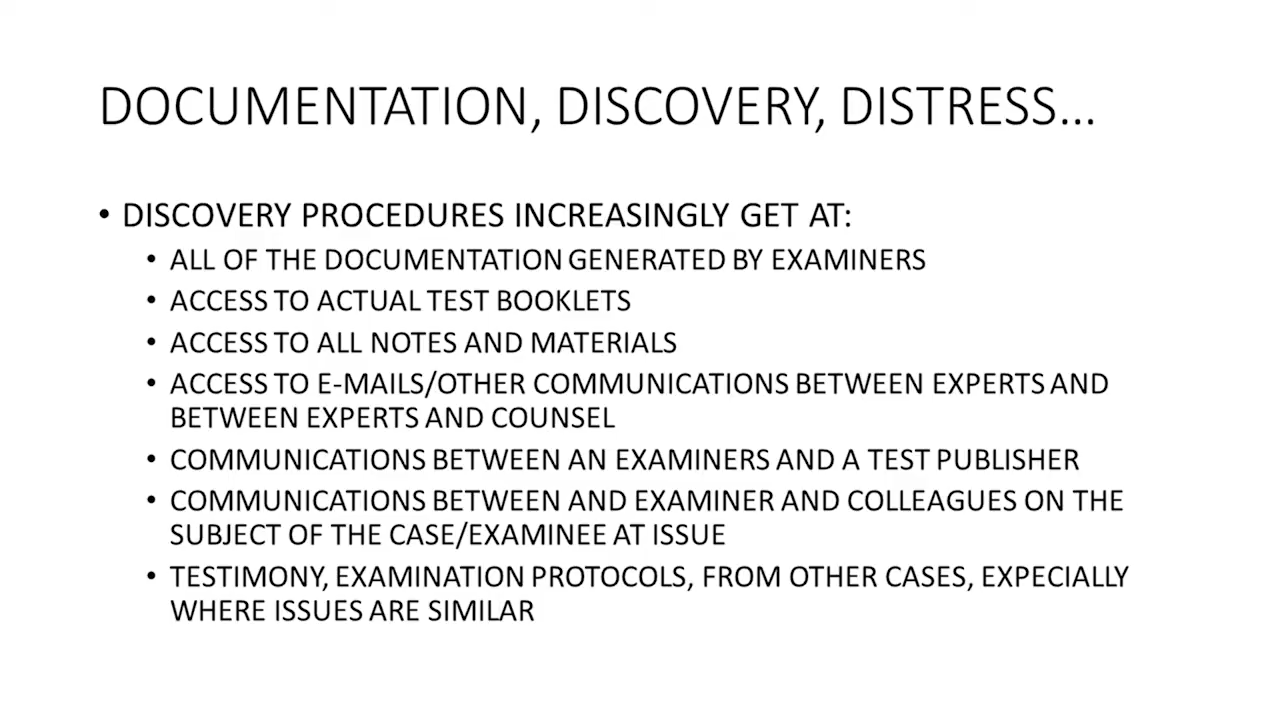 DOCUMENTATION, DISCOVERY, DISTRESS…
• DISCOVERY PROCEDURES INCREASINGLY GET AT:
• ALL OF THE DOCUMENTATION GENERATED BY EXAMINERS
• ACCESS TO ACTUAL TEST BOOKLETS
• ACCESS TO ALL NOTES AND MATERIALS
• ACCESS TO E-MAILS/OTHER COMMUNICATIONS BETWEEN EXPERTS AND
BETWEEN EXPERTS AND COUNSEL
• COMMUNICATIONS BETWEEN AN EXAMINERS AND A TEST PUBLISHER
• COMMUNICATIONS BETWEEN AND EXAMINER AND COLLEAGUES ON THE
SUBJECT OF THE CASE/EXAMINEE AT ISSUE
• TESTIMONY, EXAMINATION PROTOCOLS, FROM OTHER CASES, EXPECIALLY
WHERE ISSUES ARE SIMILAR